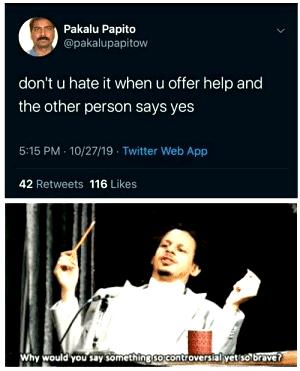 Pakalu Papito
@pakalupapitow
don't u hate it when u offer help and
the other person says yes
5:15 PM · 10/27/19 · Twitter Web App
42 Retweets 116 Likes
Why would you say something so controversial yet so brave?